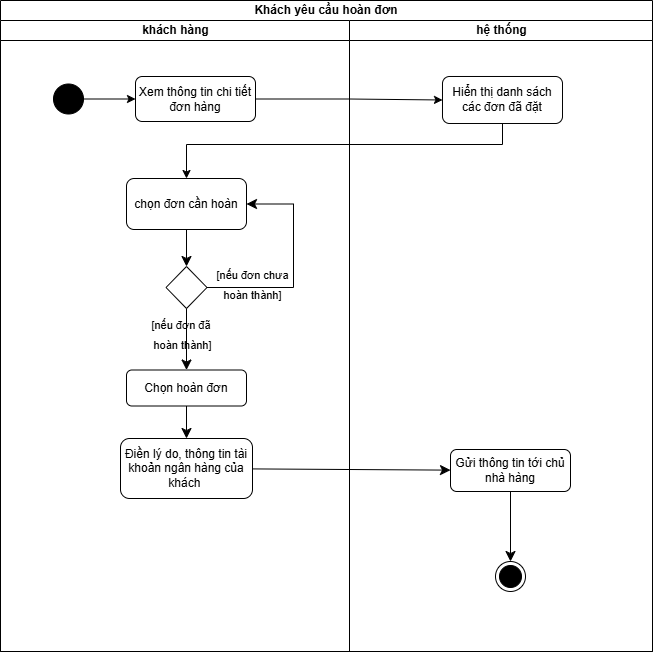 Khách yêu cầu hoàn đơn
khách hàng
hệ thống
Xem thông tin chi tiết
đơn hàng
Hiển thị danh sách
các đơn đã đặt
chọn đơn cần hoàn
[nếu đơn chưa
hoàn thành]
[nếu đơn đã
hoàn thành]
Chọn hoàn đơn
Điền lý do, thông tin tài
khoản ngân hàng của
khách
Gửi thông tin tới chủ
nhà hàng